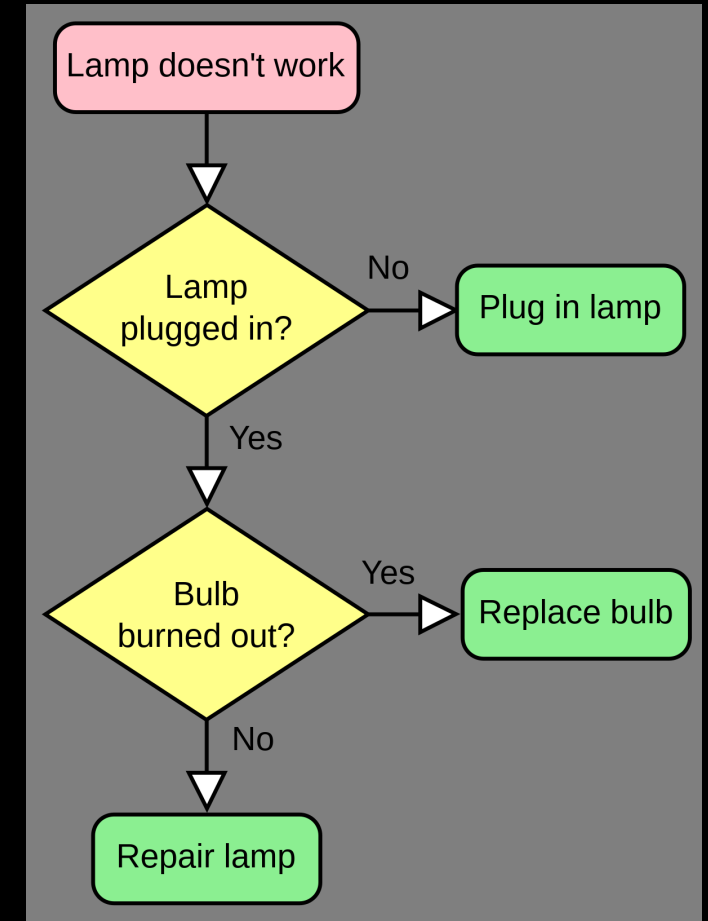 Lamp doesn't work
Lamp
plugged in?
No
Plug in lamp
Yes
Bulb
burned out?
Yes
Replace bulb
No
Repair lamp